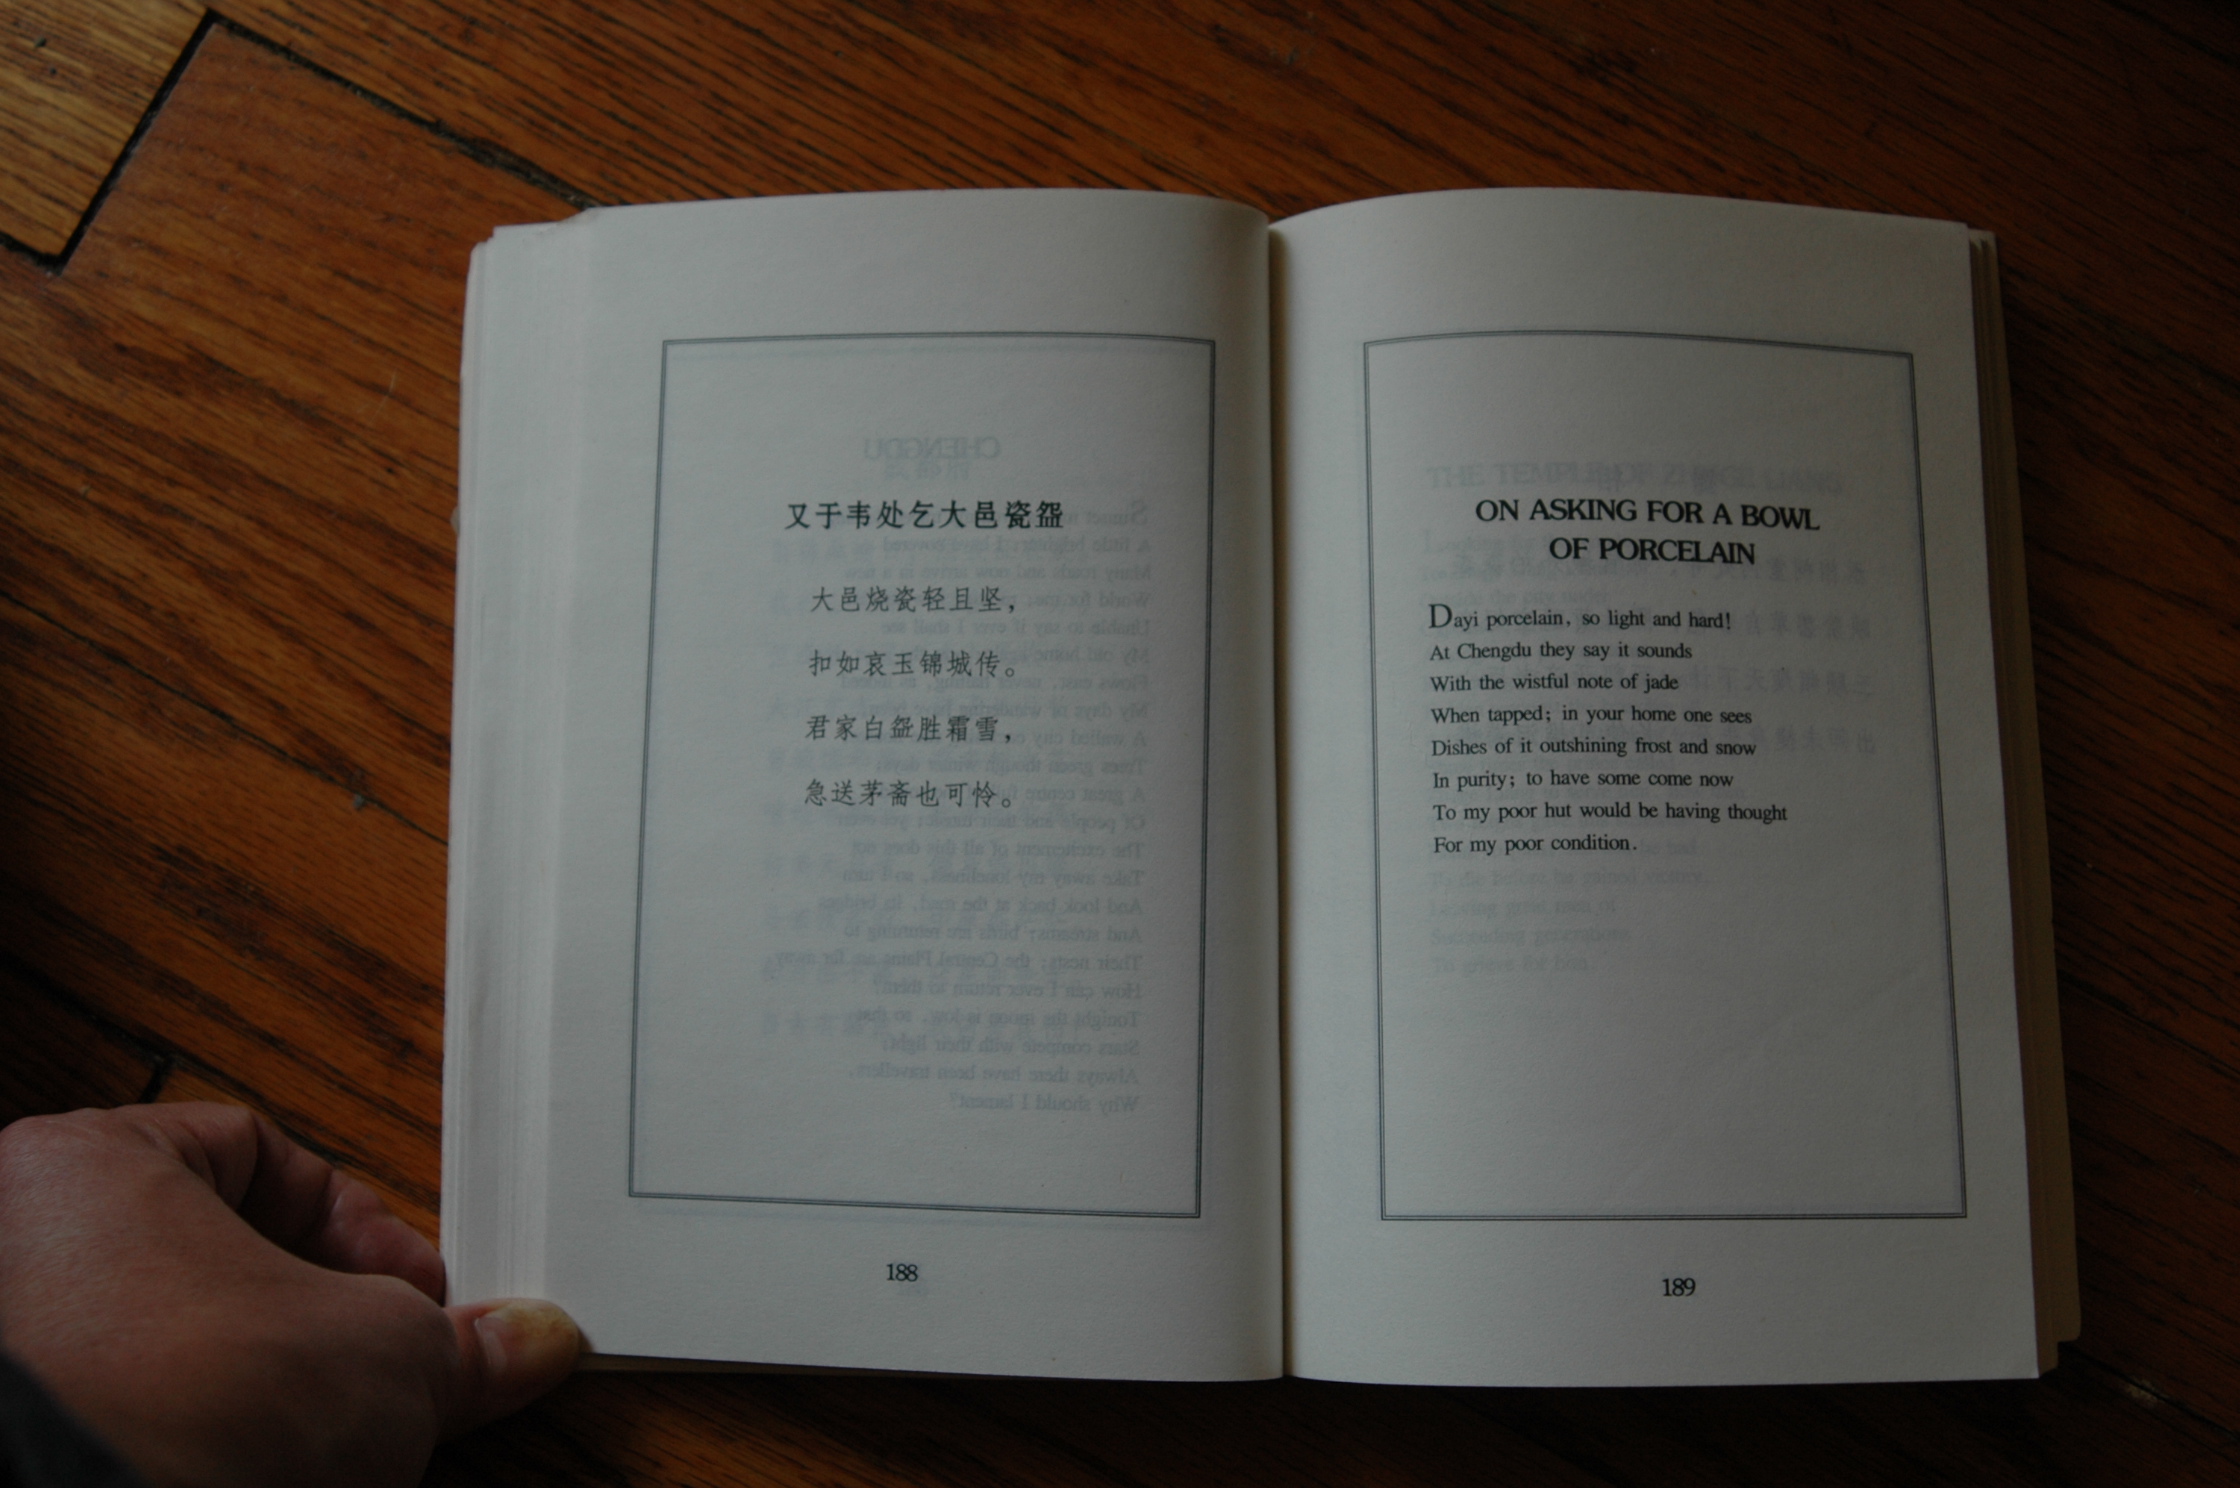 又于韦处乞大邑瓷盌
大邑烧瓷轻且坚，
扣如哀玉锦城传。
君家白盌胜霜雪，
急送茅斋也可怜。
188
ON ASKING FOR A BOWL
OF PORCELAIN
Dayi porcelain, so light and hard!
At Chengdu they say it sounds
With the wistful note of jade
When tapped; in your home one sees
Dishes of it outshining frost and snow
In purity; to have some come now
To my poor hut would be having thought
For my poor condition.
189